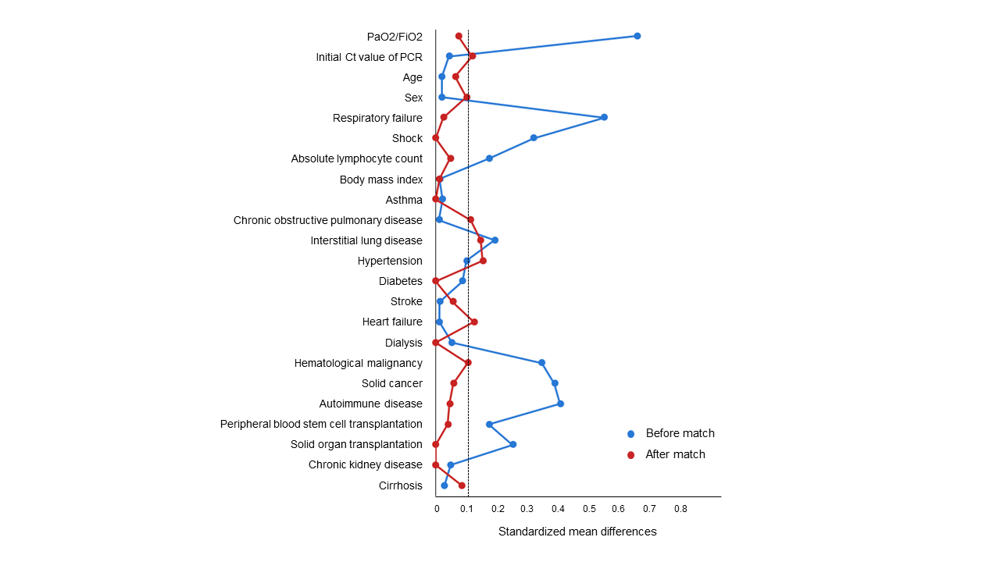 PaO2/FiO2
Initial Ct value of PCR
Age
Sex
Respiratory failure
Shock
Absolute lymphocyte count
Body mass index
Asthma
Chronic obstructive pulmonary disease
Interstitial lung disease
Hypertension
Diabetes
Stroke
Heart failure
Dialysis
Hematological malignancy
Solid cancer
Autoimmune disease
Peripheral blood stem cell transplantation
Solid organ transplantation
Chronic kidney disease
Cirrhosis
Before match
After match
0 0.1 0.2 0.3 0.4 0.5 0.6 0.7 0.8
Standardized mean differences